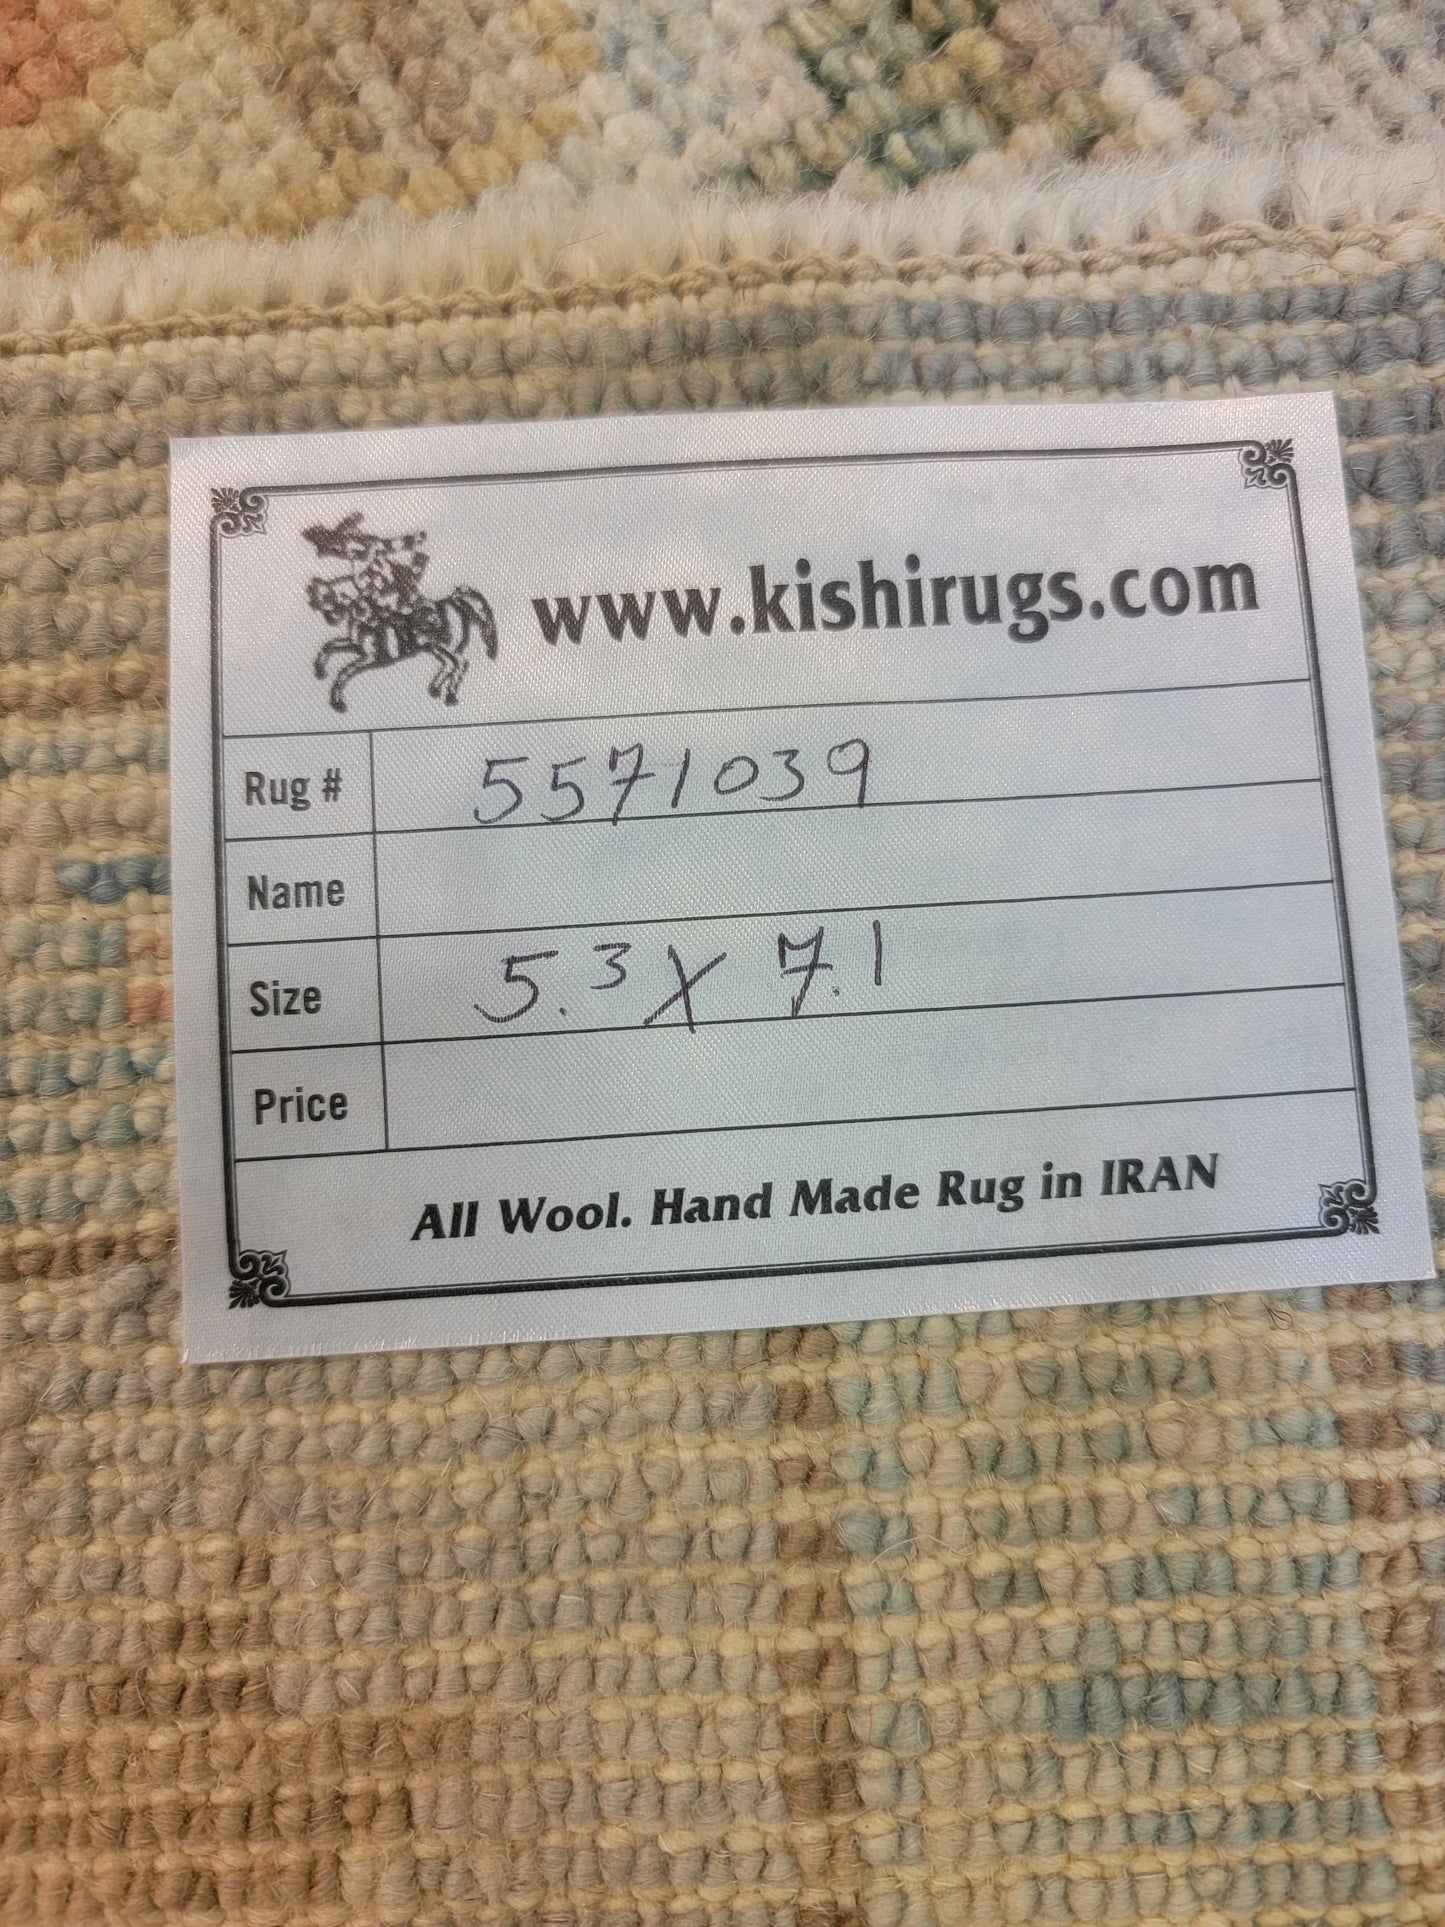 www.kishirugs.com
Rug # 5571039
Name
Size 5.3 X 7.1
Price
All Wool. Hand Made Rug in IRAN